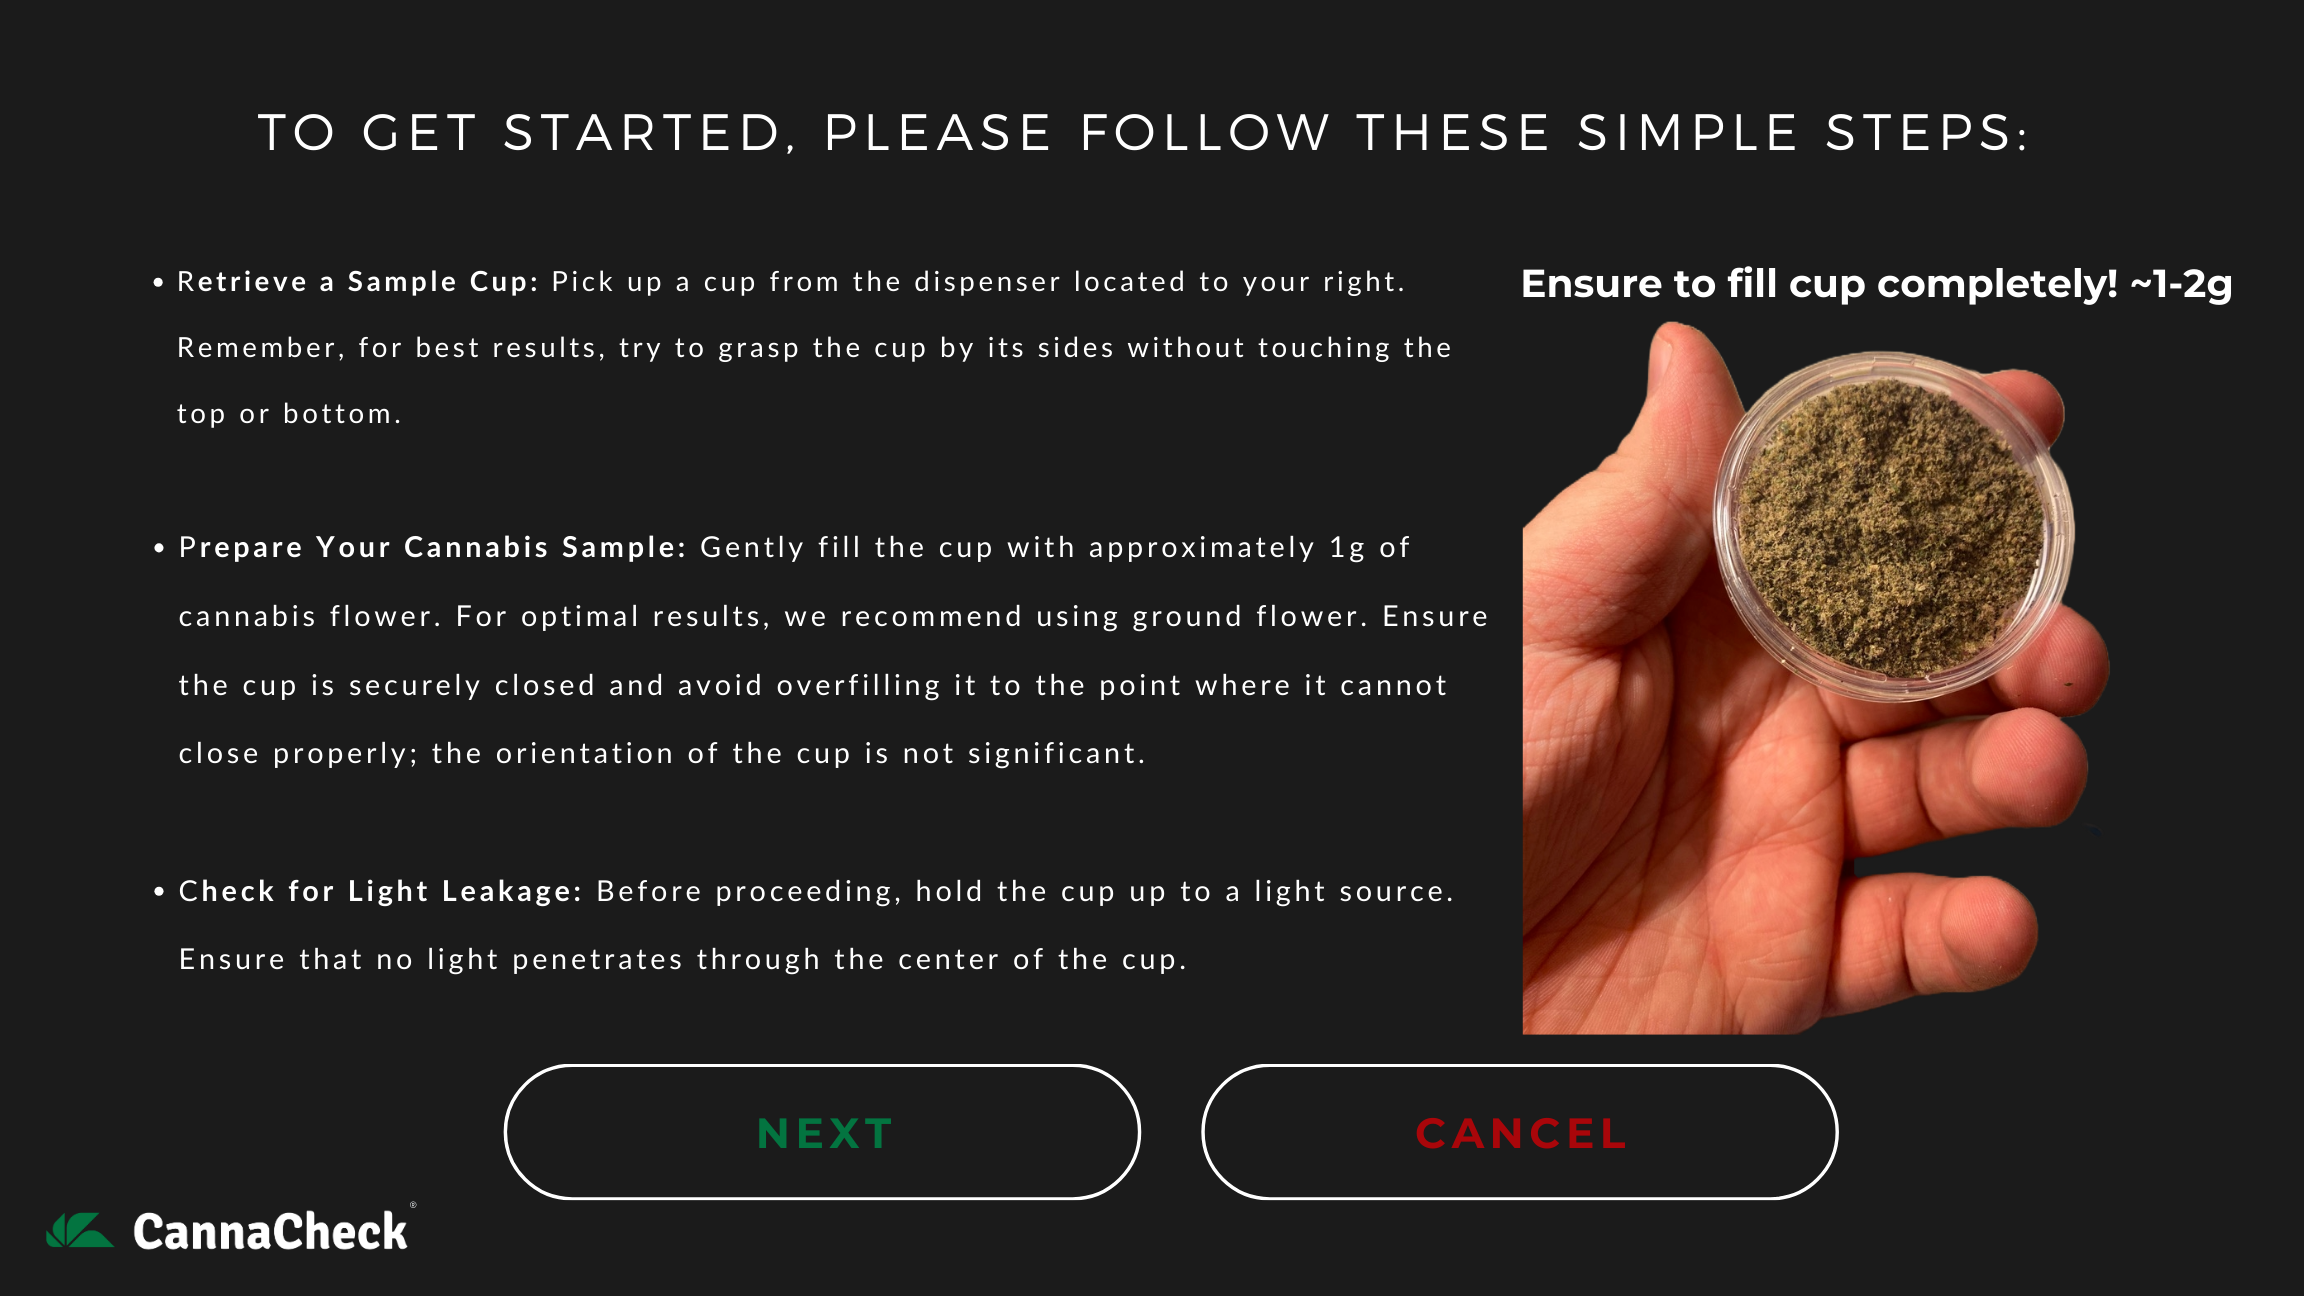 TO GET STARTED, PLEASE FOLLOW THESE SIMPLE STEPS:
• Retrieve a Sample Cup: Pick up a cup from the dispenser located to your right.
Remember, for best results, try to grasp the cup by its sides without touching the
top or bottom.
• Prepare Your Cannabis Sample: Gently fill the cup with approximately 1g of
cannabis flower. For optimal results, we recommend using ground flower. Ensure
the cup is securely closed and avoid overfilling it to the point where it cannot
close properly; the orientation of the cup is not significant.
• Check for Light Leakage: Before proceeding, hold the cup up to a light source.
Ensure that no light penetrates through the center of the cup.
Ensure to fill cup completely! ~1-2g
NEXT
CANCEL
CannaCheck®